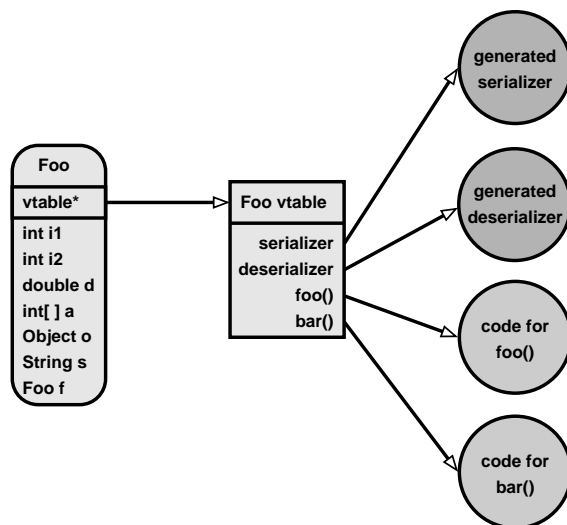 Foo
vtable*
int i1
int i2
double d
int[ ] a
Object o
String s
Foo f
Foo vtable
serializer
deserializer
foo()
bar()
generated
serializer
generated
deserializer
code for
foo()
code for
bar()